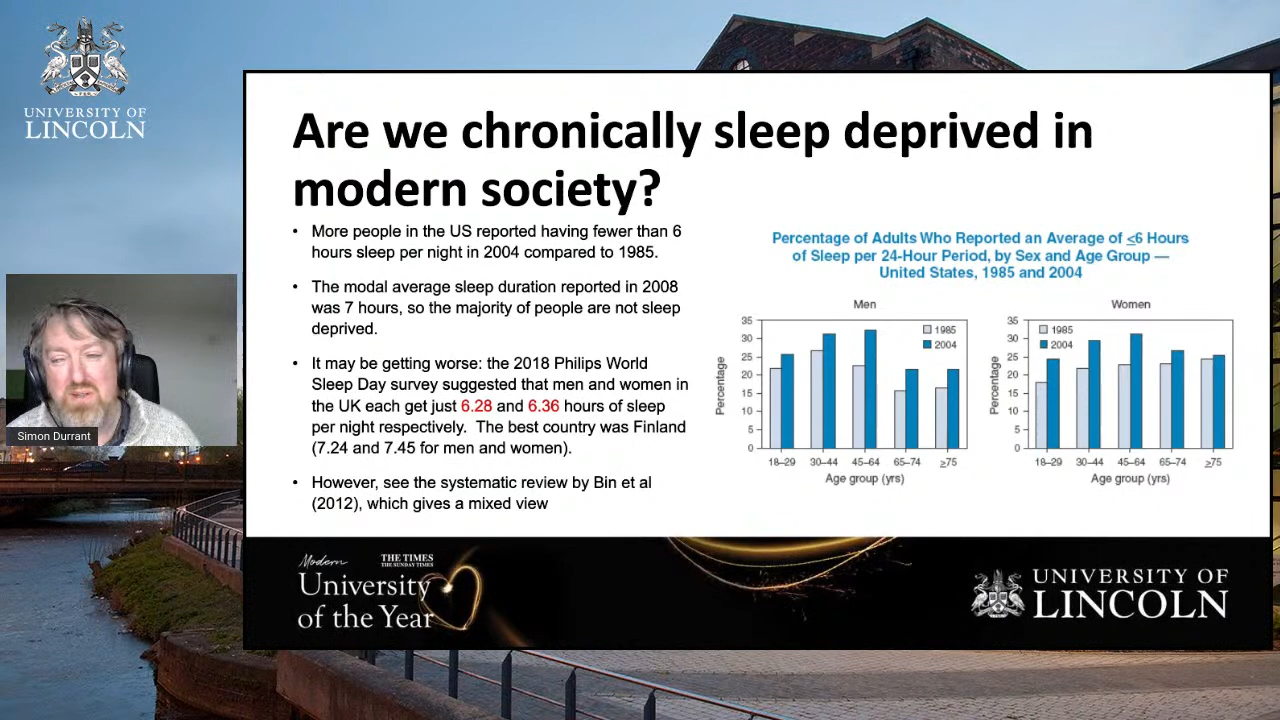 UNIVERSITY OF
LINCOLN
Are we chronically sleep deprived in
modern society?
• More people in the US reported having fewer than 6
hours sleep per night in 2004 compared to 1985.
• The modal average sleep duration reported in 2008
was 7 hours, so the majority of people are not sleep
deprived.
• It may be getting worse: the 2018 Philips World
Sleep Day survey suggested that men and women in
the UK each get just 6.28 and 6.36 hours of sleep
per night respectively. The best country was Finland
(7.24 and 7.45 for men and women).
• However, see the systematic review by Bin et al
(2012), which gives a mixed view
Percentage of Adults Who Reported an Average of ≤6 Hours
of Sleep per 24-Hour Period, by Sex and Age Group —
United States, 1985 and 2004
Men
35
30
25
20
15
10
5
0
Percentage
1985
2004
18–29 30–44 45–64 65–74 ≥75
Age group (yrs)
Women
35
30
25
20
15
10
5
0
Percentage
1985
2004
18–29 30–44 45–64 65–74 ≥75
Age group (yrs)
Simon Durrant
Modern
THE TIMES
THE SUNDAY TIMES
University
of the Year
UNIVERSITY OF
LINCOLN